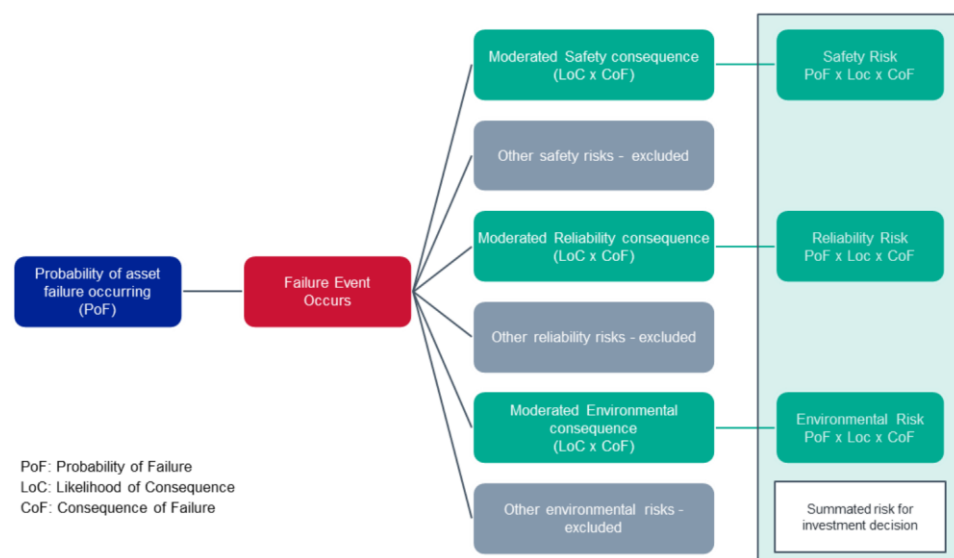 Moderated Safety consequence
(LoC x CoF)
Safety Risk
PoF x Loc x CoF
Other safety risks - excluded
Moderated Reliability consequence
(LoC x CoF)
Reliability Risk
PoF x Loc x CoF
Probability of asset
failure occurring
(PoF)
Failure Event
Occurs
Other reliability risks - excluded
Moderated Environmental
consequence
(LoC x CoF)
Environmental Risk
PoF x Loc x CoF
PoF: Probability of Failure
LoC: Likelihood of Consequence
CoF: Consequence of Failure
Other environmental risks -
excluded
Summated risk for
investment decision